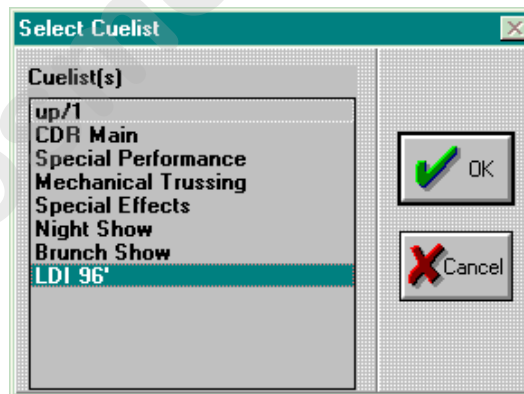 Select Cuelist
Cuelist(s)
up/1
CDR Main
Special Performance
Mechanical Trussing
Special Effects
Night Show
Brunch Show
LDI 96'
OK
Cancel